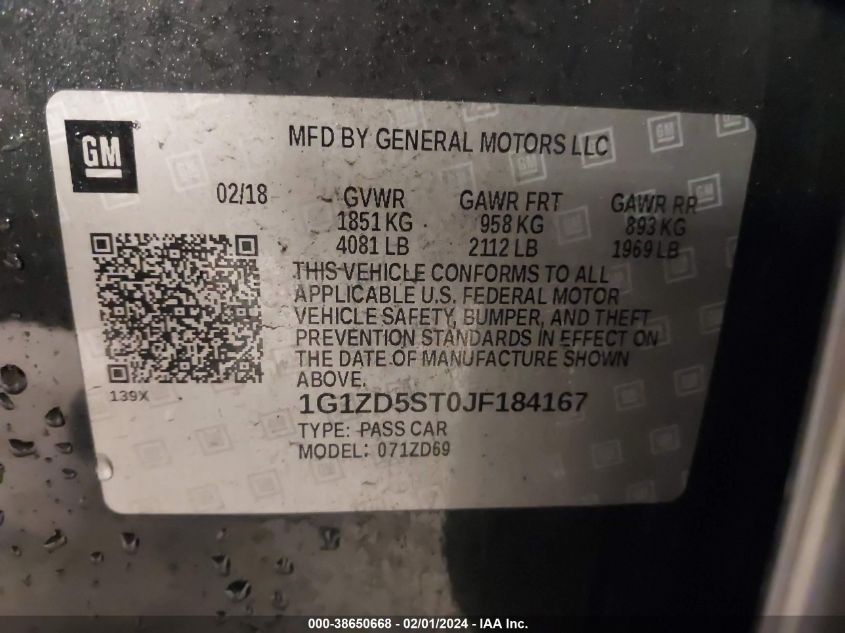 GM
MFD BY GENERAL MOTORS LLC
02/18 GVWR GAWR FRT GAWR RR
1851 KG 958 KG 893 KG
4081 LB 2112 LB 1969 LB
THIS VEHICLE CONFORMS TO ALL
APPLICABLE U.S. FEDERAL MOTOR
VEHICLE SAFETY, BUMPER, AND THEFT
PREVENTION STANDARDS IN EFFECT ON
THE DATE OF MANUFACTURE SHOWN
ABOVE.
139X
1G1ZD5ST0JF184167
TYPE: PASS CAR
MODEL: 071ZD69
000-38650668 - 02/01/2024 - IAA Inc.